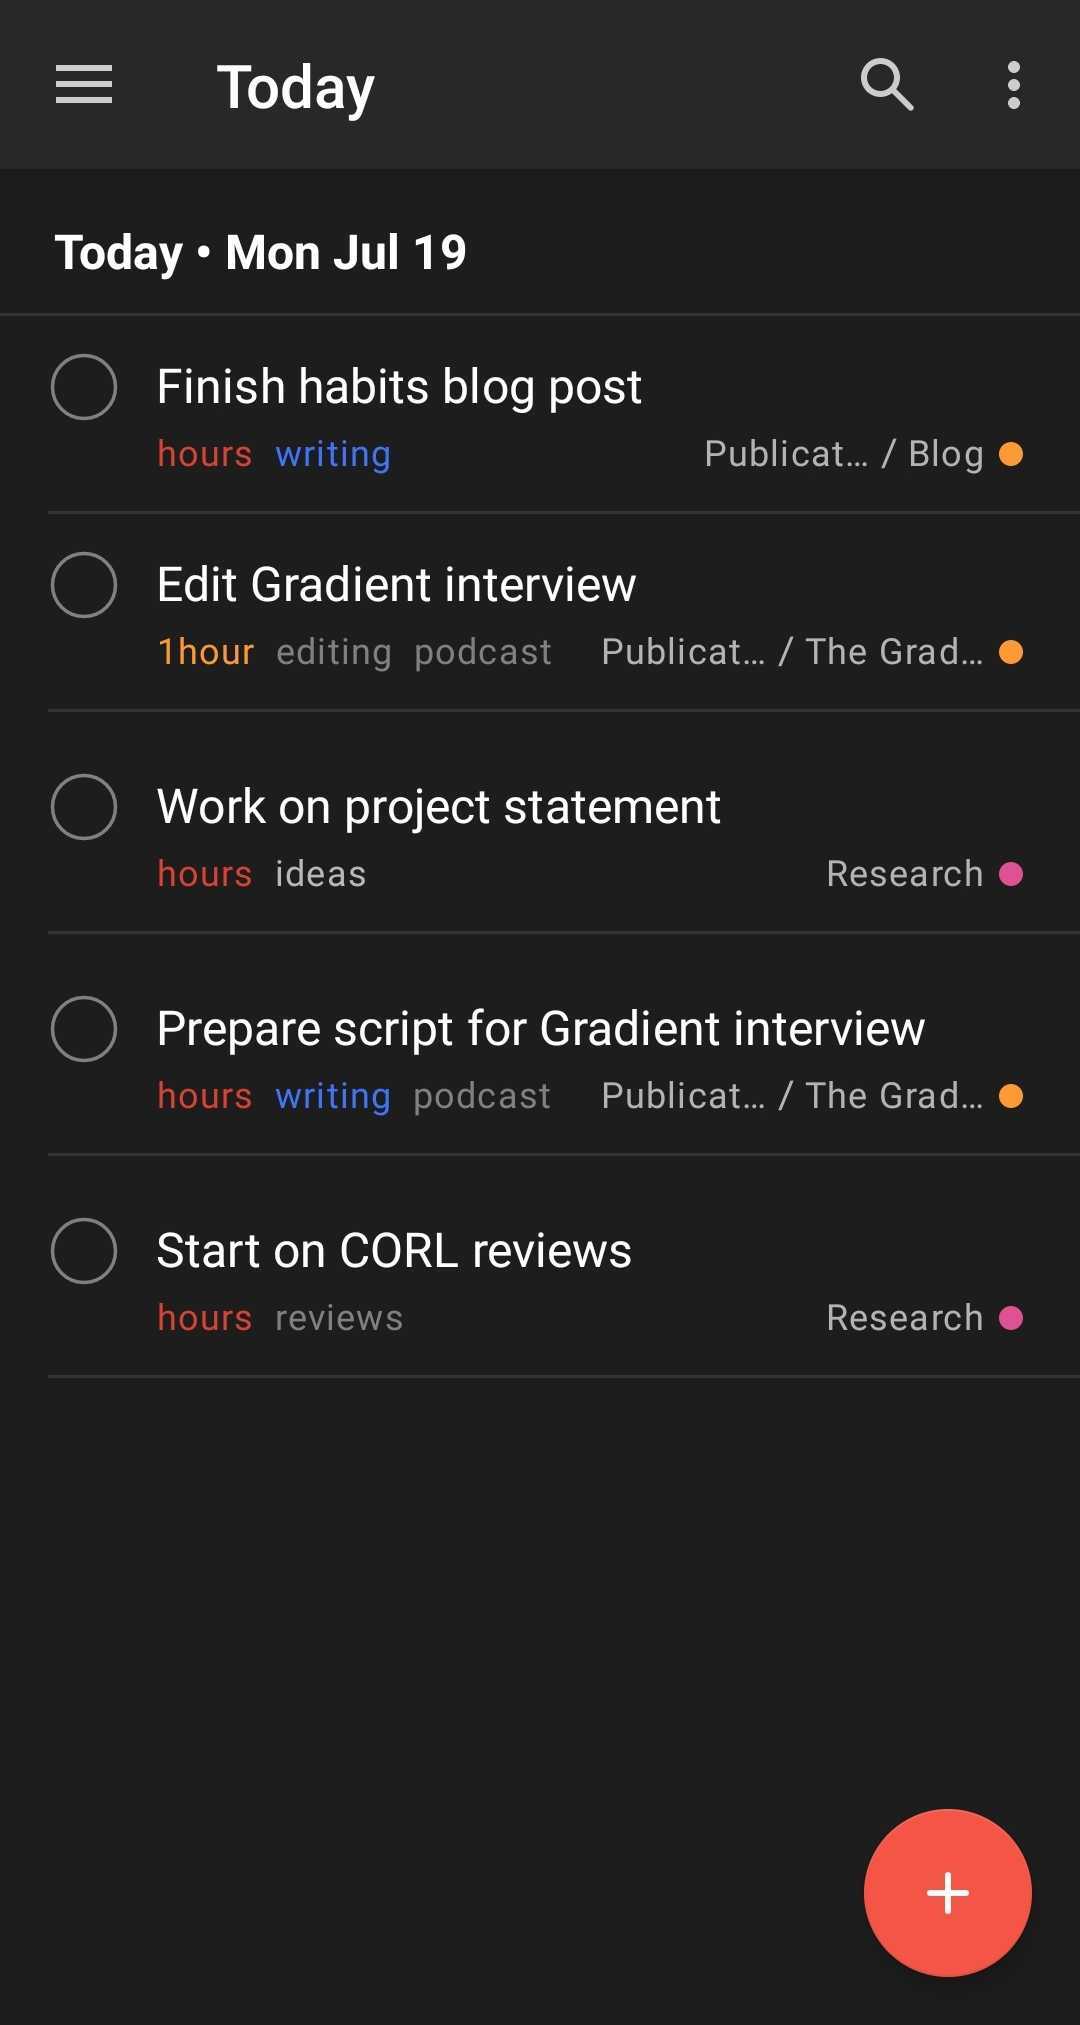 Today
Today • Mon Jul 19
Finish habits blog post
hours writing Publicat... / Blog
Edit Gradient interview
1hour editing podcast Publicat... / The Grad...
Work on project statement
hours ideas Research
Prepare script for Gradient interview
hours writing podcast Publicat... / The Grad...
Start on CORL reviews
hours reviews Research